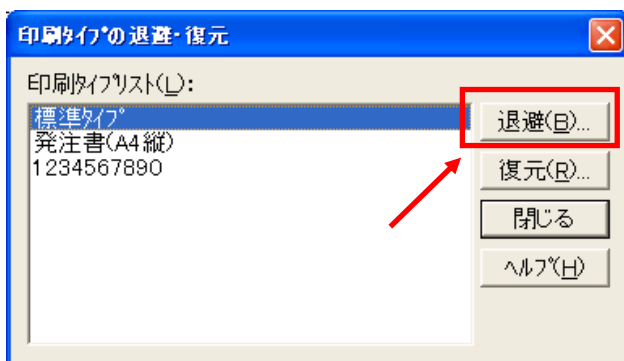 印刷ﾀｲﾌﾟの退避・復元
印刷ﾀｲﾌﾟﾘｽﾄ(L):
標準ﾀｲﾌﾟ
発注書(A4縦)
1234567890
退避(B)...
復元(R)...
閉じる
ﾍﾙﾌﾟ(H)